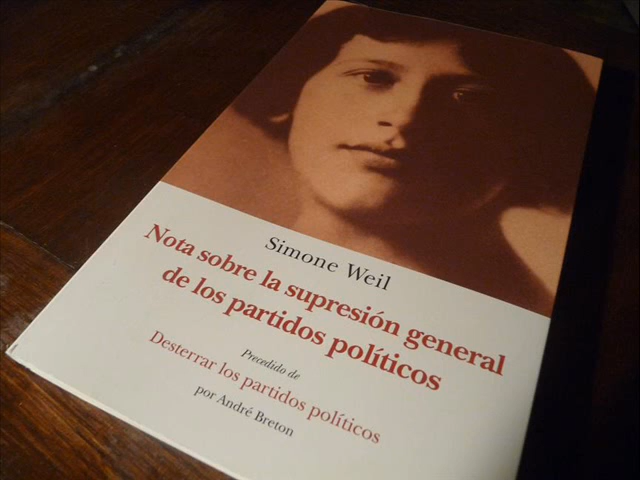 Simone Weil
Nota sobre la supresión general
de los partidos políticos
Precedido de
Desterrar los partidos políticos
por André Breton